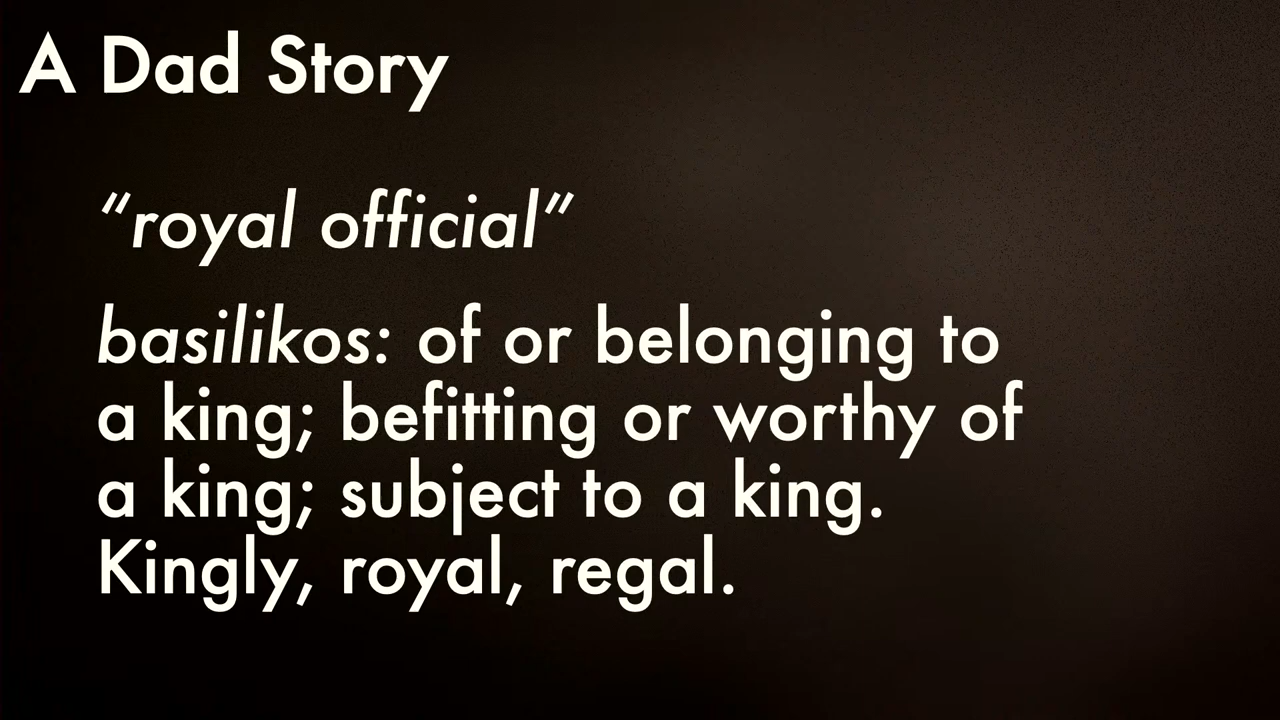 A Dad Story
“royal official”
basilikos: of or belonging to
a king; befitting or worthy of
a king; subject to a king.
Kingly, royal, regal.